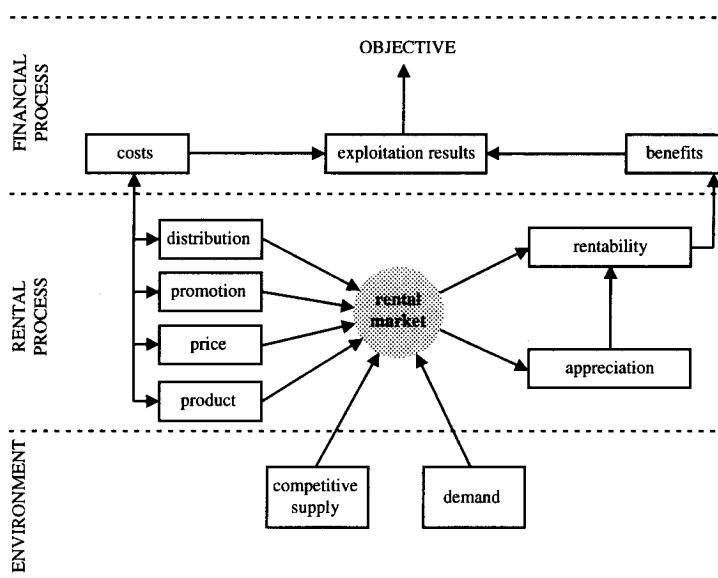 OBJECTIVE
FINANCIAL
PROCESS
costs
exploitation results
benefits
distribution
rentability
promotion
rental
market
RENTAL
PROCESS
price
appreciation
product
ENVIRONMENT
competitive
supply
demand